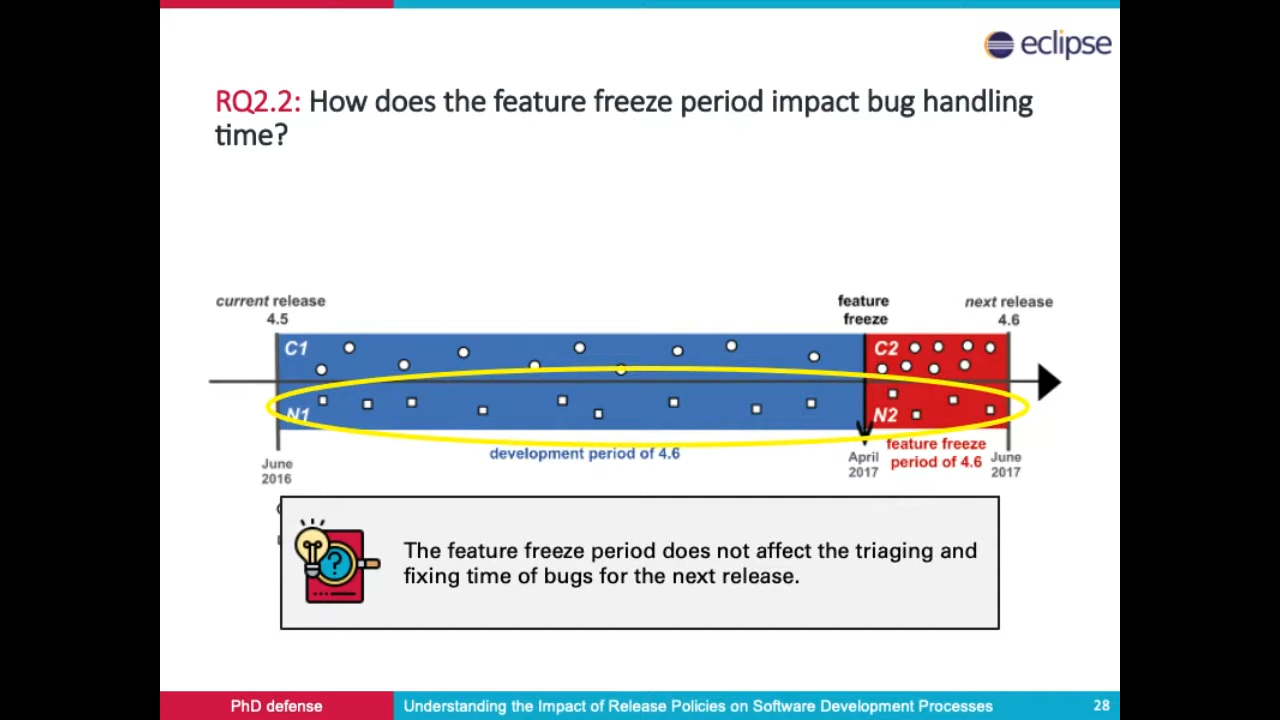 eclipse
RQ2.2: How does the feature freeze period impact bug handling
time?
current release
4.5
feature
freeze
next release
4.6
C1
C2
N1
N2
development period of 4.6
feature freeze
period of 4.6
June
2016
April
2017
June
2017
?
The feature freeze period does not affect the triaging and
fixing time of bugs for the next release.
PhD defense
Understanding the Impact of Release Policies on Software Development Processes
28